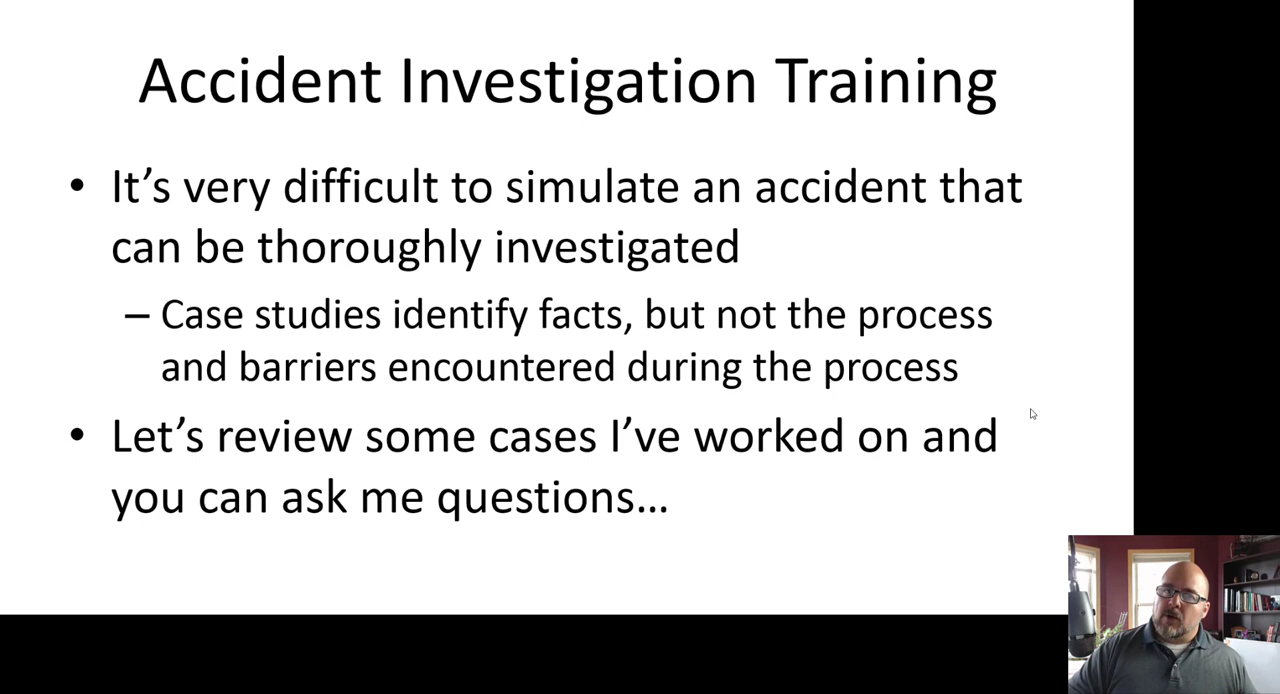 Accident Investigation Training
• It’s very difficult to simulate an accident that
can be thoroughly investigated
– Case studies identify facts, but not the process
and barriers encountered during the process
• Let’s review some cases I’ve worked on and
you can ask me questions…